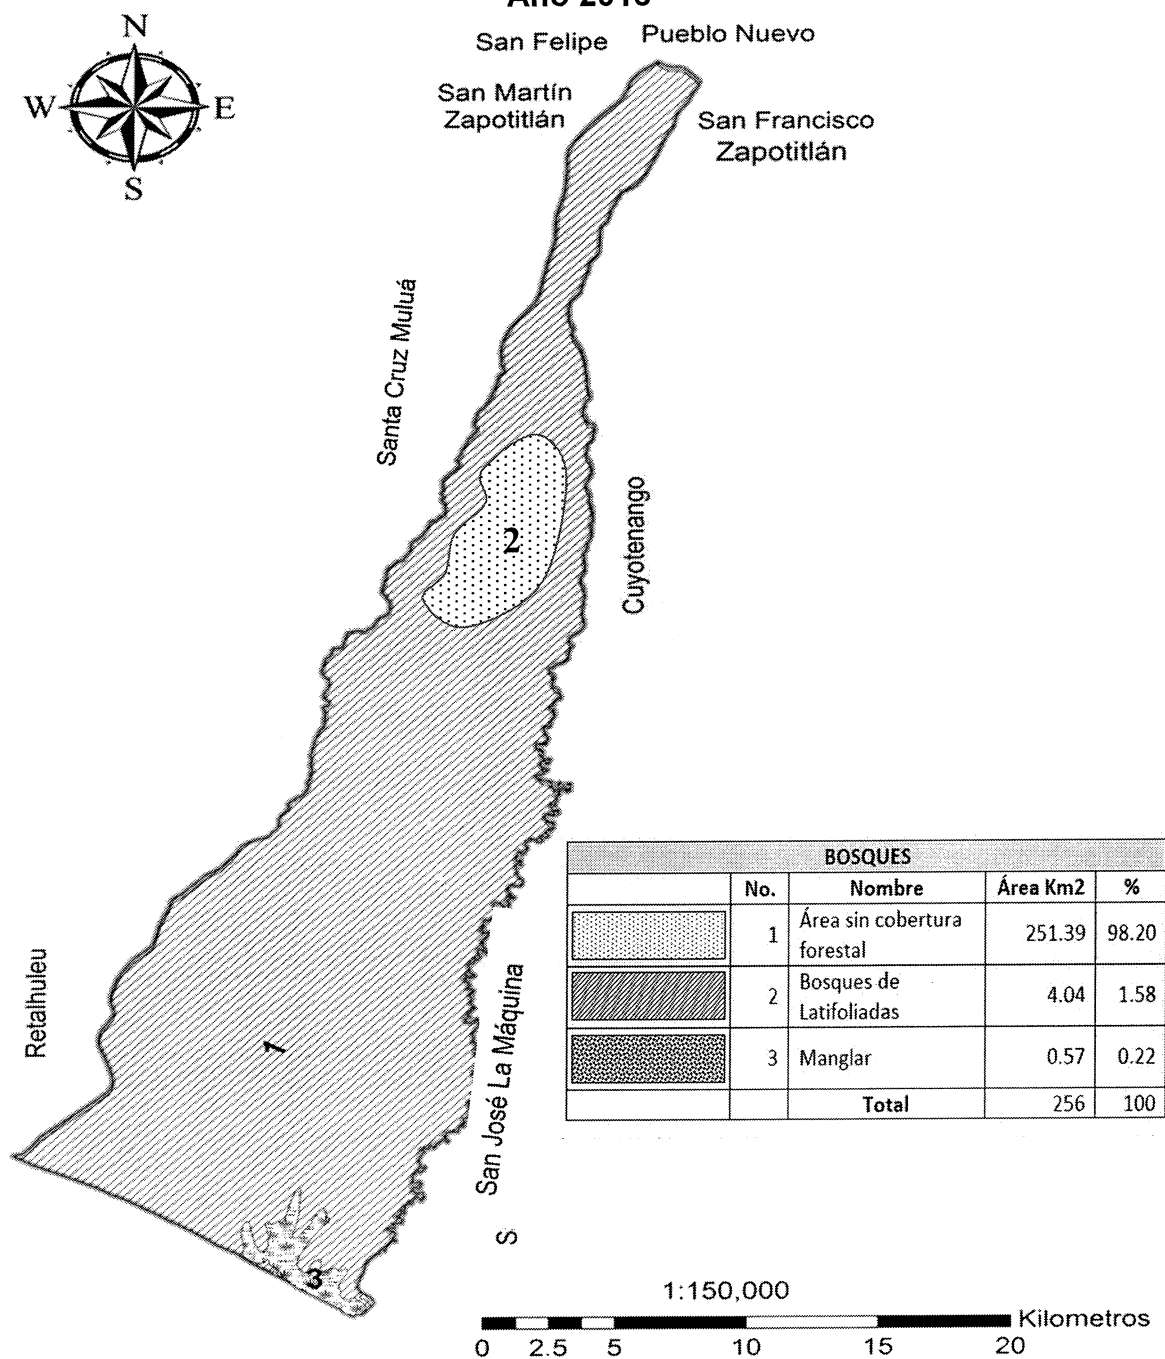 N
San Felipe
Pueblo Nuevo
W
E
San Martín
Zapotitlán
San Francisco
Zapotitlán
S
Santa Cruz Muluá
2
Cuyotenango
BOSQUES
No. Nombre Área Km2 %
1 Área sin cobertura forestal 251.39 98.20
2 Bosques de Latifoliadas 4.04 1.58
3 Manglar 0.57 0.22
Total 256 100
Retalhuleu
1
San José La Máquina
S
3
1:150,000
Kilometros
0 2.5 5 10 15 20